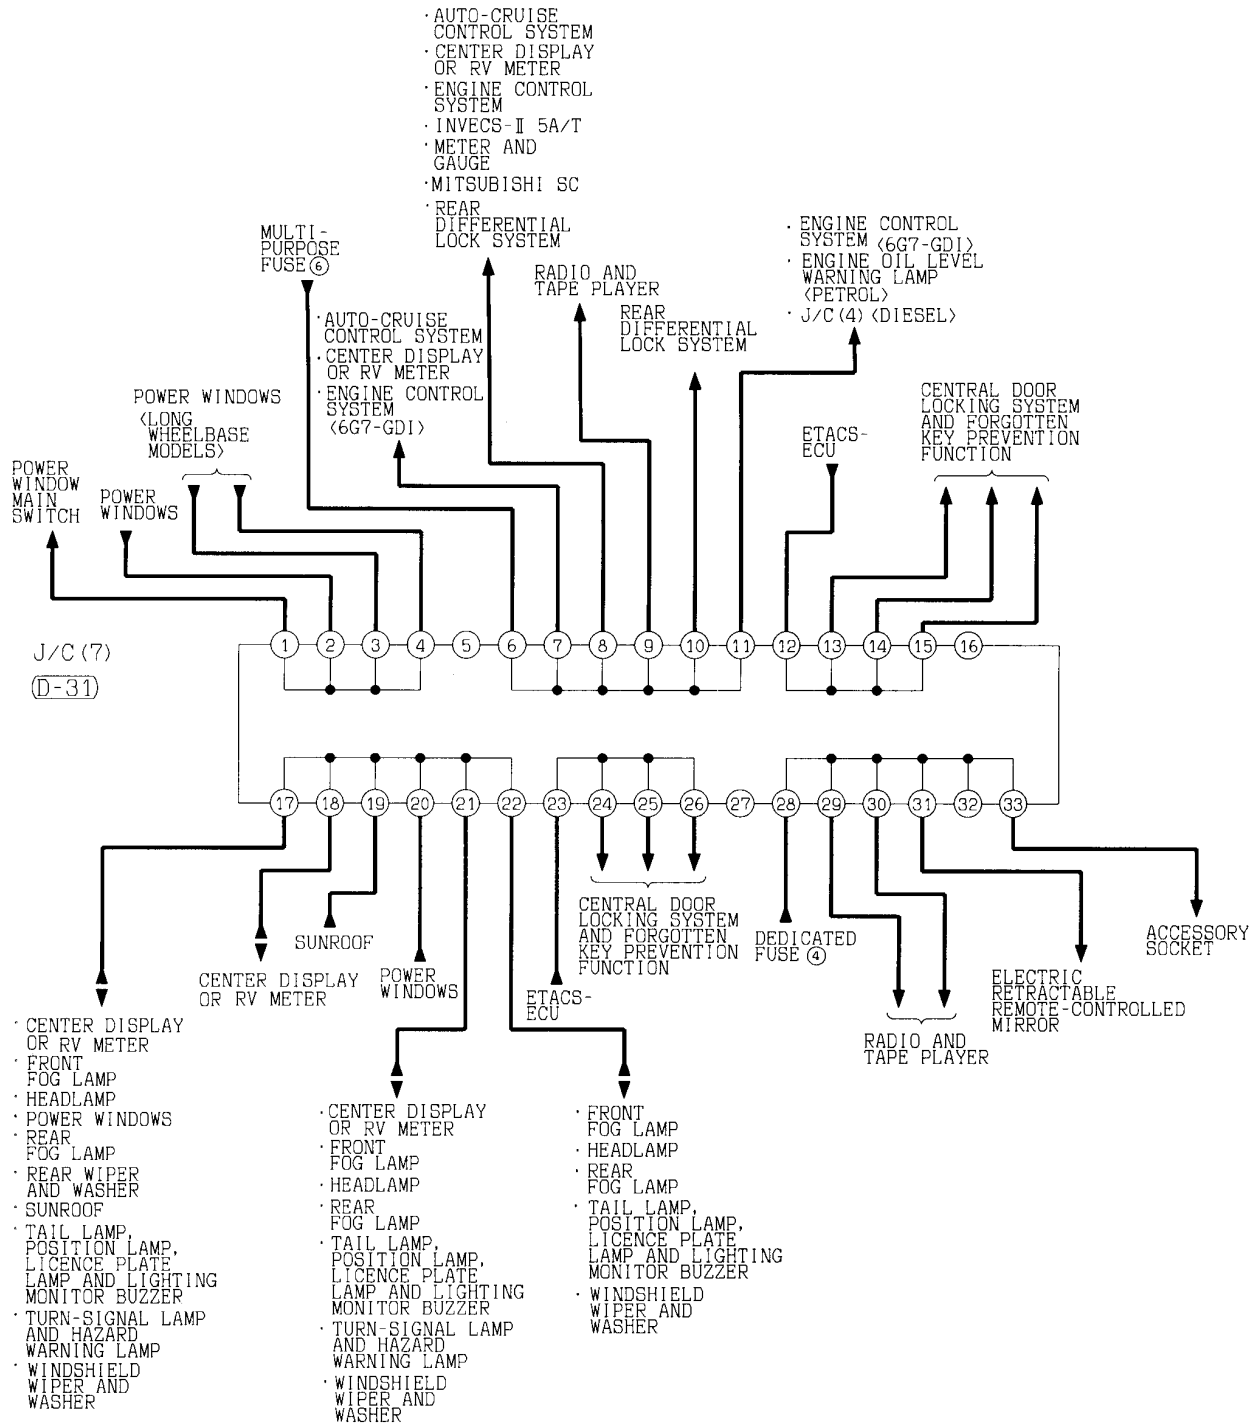 · AUTO-CRUISE
CONTROL SYSTEM
· CENTER DISPLAY
OR RV METER
· ENGINE CONTROL
SYSTEM
· INVECS-Ⅱ 5A/T
· METER AND
GAUGE
· MITSUBISHI SC
· REAR
DIFFERENTIAL
LOCK SYSTEM
MULTI-
PURPOSE
FUSE ⑥
RADIO AND
TAPE PLAYER
REAR
DIFFERENTIAL
LOCK SYSTEM
· ENGINE CONTROL
SYSTEM 〈6G7-GDI〉
· ENGINE OIL LEVEL
WARNING LAMP
〈PETROL〉
· J/C (4) 〈DIESEL〉
· AUTO-CRUISE
CONTROL SYSTEM
· CENTER DISPLAY
OR RV METER
· ENGINE CONTROL
SYSTEM
〈6G7-GDI〉
POWER WINDOWS
〈LONG
WHEELBASE
MODELS〉
ETACS-
ECU
CENTRAL DOOR
LOCKING SYSTEM
AND FORGOTTEN
KEY PREVENTION
FUNCTION
POWER
WINDOW
MAIN
SWITCH
POWER
WINDOWS
J/C (7)
(D-31)
1 2 3 4 5 6 7 8 9 10 11 12 13 14 15 16
17 18 19 20 21 22 23 24 25 26 27 28 29 30 31 32 33
SUNROOF
CENTER DISPLAY
OR RV METER
POWER
WINDOWS
ETACS-
ECU
CENTRAL DOOR
LOCKING SYSTEM
AND FORGOTTEN
KEY PREVENTION
FUNCTION
DEDICATED
FUSE ④
RADIO AND
TAPE PLAYER
ELECTRIC
RETRACTABLE
REMOTE-CONTROLLED
MIRROR
ACCESSORY
SOCKET
· CENTER DISPLAY
OR RV METER
· FRONT
FOG LAMP
· HEADLAMP
· POWER WINDOWS
· REAR
FOG LAMP
· REAR WIPER
AND WASHER
· SUNROOF
· TAIL LAMP,
POSITION LAMP,
LICENCE PLATE
LAMP AND LIGHTING
MONITOR BUZZER
· TURN-SIGNAL LAMP
AND HAZARD
WARNING LAMP
· WINDSHIELD
WIPER AND
WASHER
· CENTER DISPLAY
OR RV METER
· FRONT
FOG LAMP
· HEADLAMP
· REAR
FOG LAMP
· TAIL LAMP,
POSITION LAMP,
LICENCE PLATE
LAMP AND LIGHTING
MONITOR BUZZER
· TURN-SIGNAL LAMP
AND HAZARD
WARNING LAMP
· WINDSHIELD
WIPER AND
WASHER
· FRONT
FOG LAMP
· HEADLAMP
· REAR
FOG LAMP
· TAIL LAMP,
POSITION LAMP,
LICENCE PLATE
LAMP AND LIGHTING
MONITOR BUZZER
· WINDSHIELD
WIPER AND
WASHER